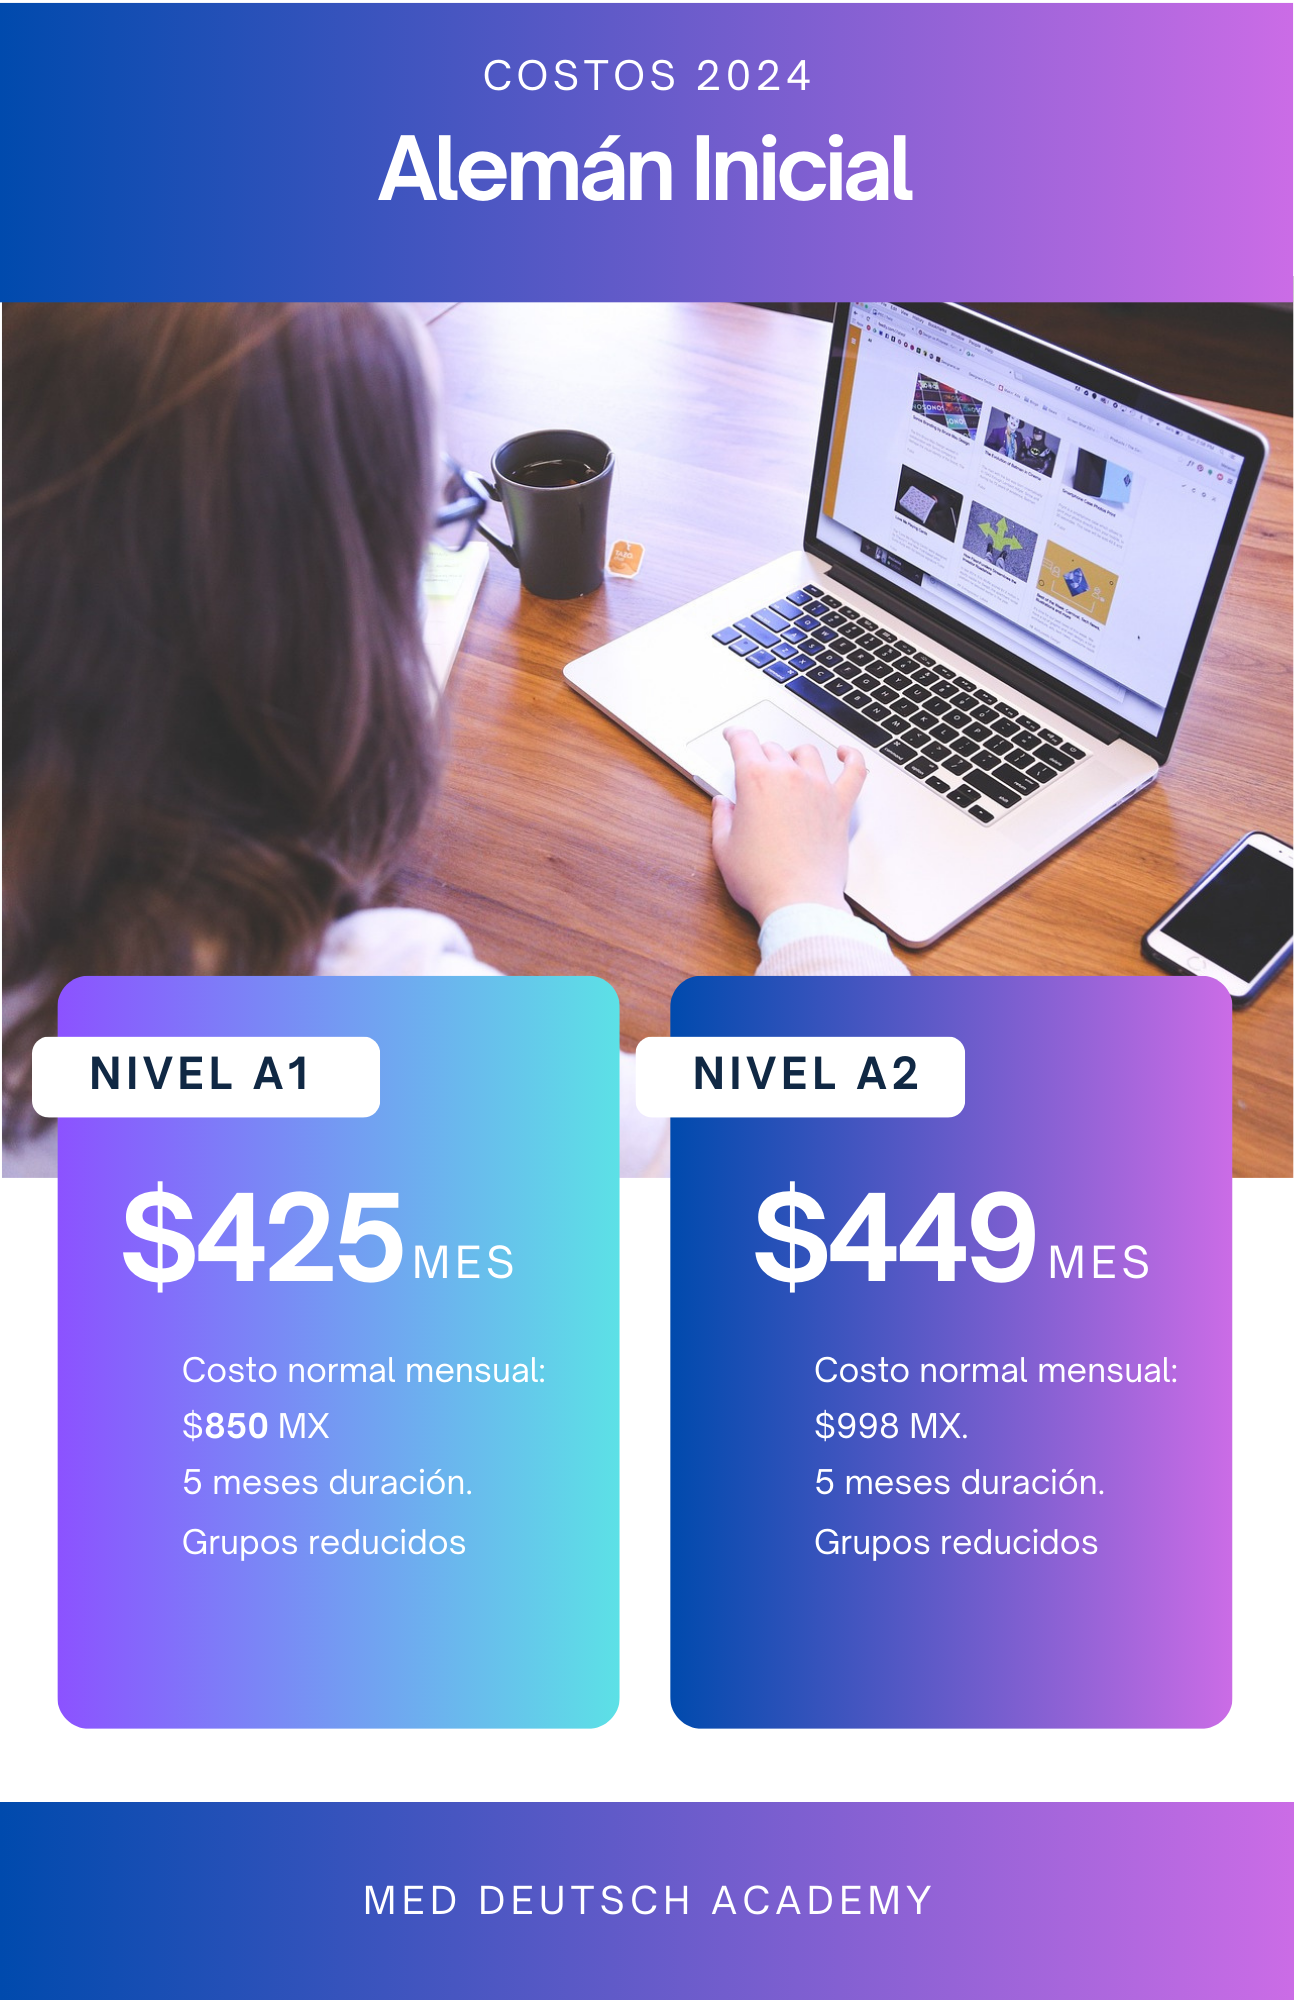 COSTOS 2024
Alemán Inicial
NIVEL A1
$425 MES
Costo normal mensual:
$850 MX
5 meses duración.
Grupos reducidos
NIVEL A2
$449 MES
Costo normal mensual:
$998 MX.
5 meses duración.
Grupos reducidos
MED DEUTSCH ACADEMY